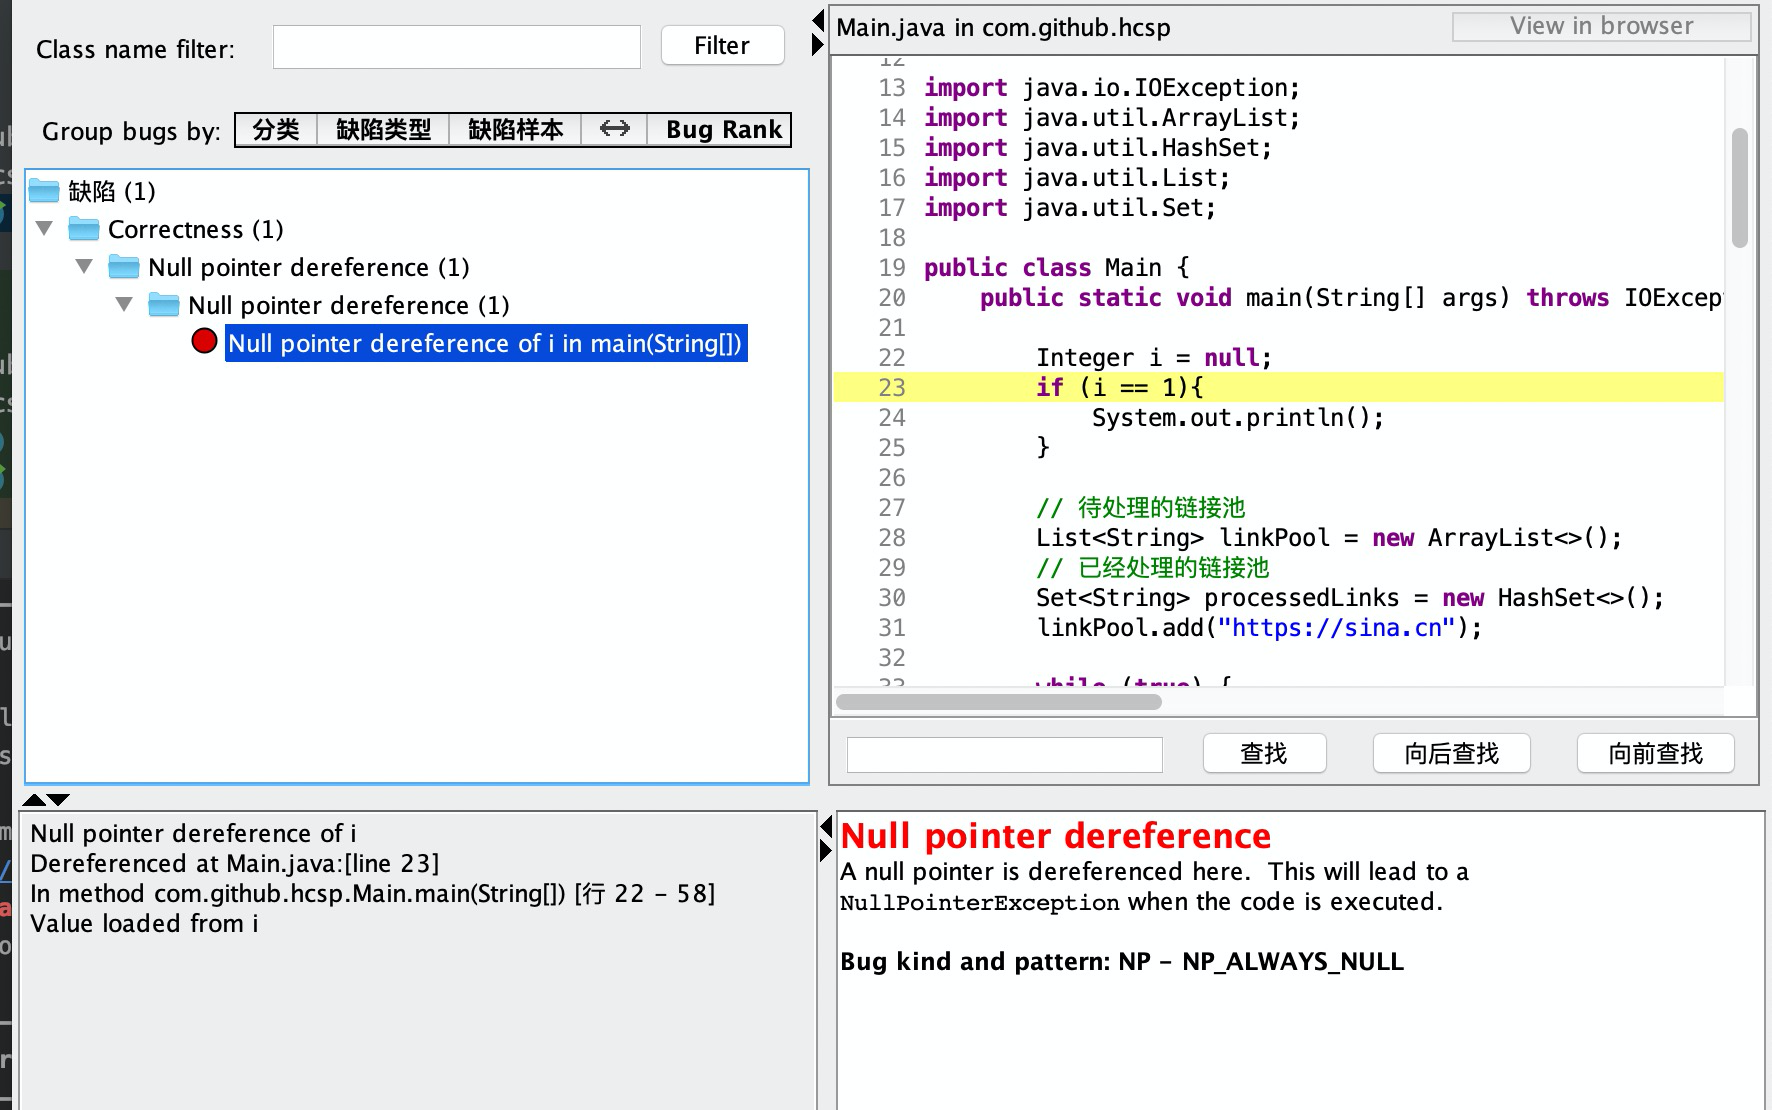 Class name filter:
Filter
Group bugs by:
分类
缺陷类型
缺陷样本
Bug Rank
缺陷 (1)
Correctness (1)
Null pointer dereference (1)
Null pointer dereference (1)
Null pointer dereference of i in main(String[])
Main.java in com.github.hcsp
View in browser
12
13 import java.io.IOException;
14 import java.util.ArrayList;
15 import java.util.HashSet;
16 import java.util.List;
17 import java.util.Set;
18
19 public class Main {
20 public static void main(String[] args) throws IOExcep
21
22 Integer i = null;
23 if (i == 1){
24 System.out.println();
25 }
26
27 // 待处理的链接池
28 List<String> linkPool = new ArrayList<>();
29 // 已经处理的链接池
30 Set<String> processedLinks = new HashSet<>();
31 linkPool.add("https://sina.cn");
32
33 while (true) {
查找
向后查找
向前查找
Null pointer dereference of i
Dereferenced at Main.java:[line 23]
In method com.github.hcsp.Main.main(String[]) [行 22 - 58]
Value loaded from i
Null pointer dereference
A null pointer is dereferenced here.  This will lead to a
NullPointerException when the code is executed.
Bug kind and pattern: NP - NP_ALWAYS_NULL